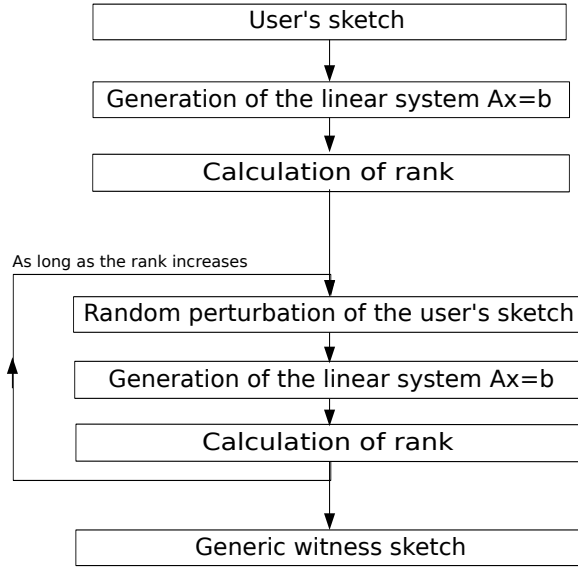 User's sketch
Generation of the linear system Ax=b
Calculation of rank
As long as the rank increases
Random perturbation of the user's sketch
Generation of the linear system Ax=b
Calculation of rank
Generic witness sketch